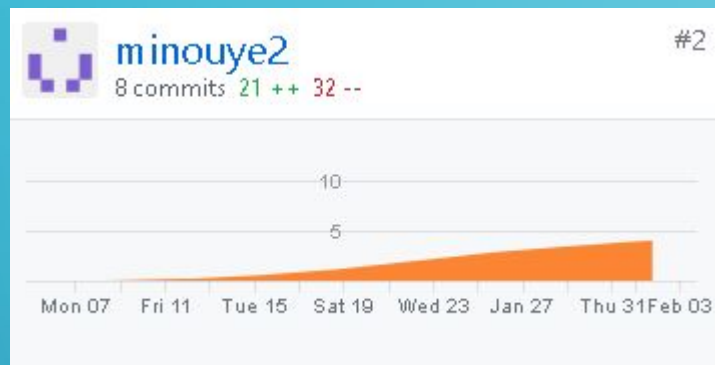 minouye2
#2
8 commits 21 ++ 32 --
10
5
Mon 07 Fri 11 Tue 15 Sat 19 Wed 23 Jan 27 Thu 31 Feb 03